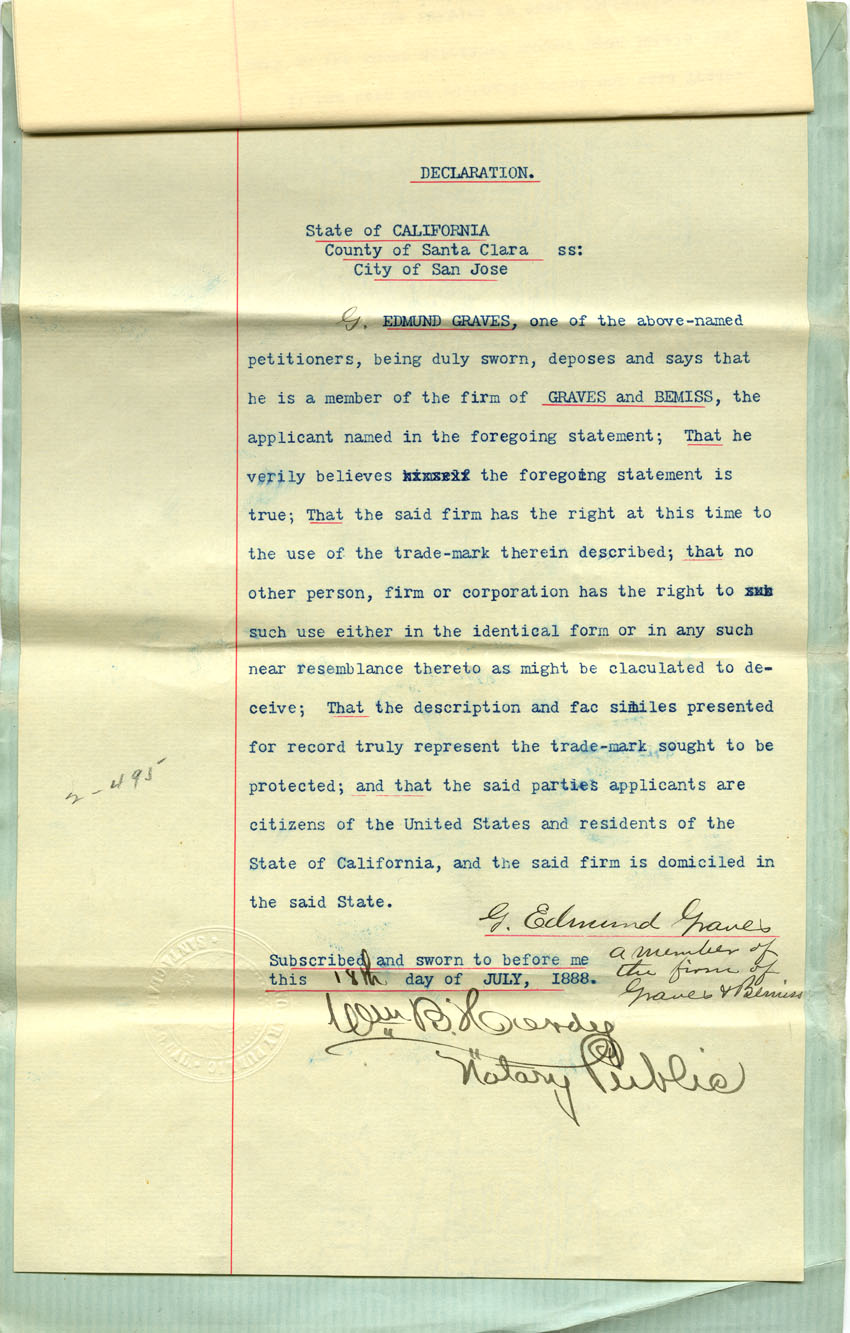 DECLARATION.
State of CALIFORNIA
County of Santa Clara ss:
City of San Jose
G. EDMUND GRAVES, one of the above-named
petitioners, being duly sworn, deposes and says that
he is a member of the firm of GRAVES and BEMISS, the
applicant named in the foregoing statement; That he
verily believes himself the foregoing statement is
true; That the said firm has the right at this time to
the use of the trade-mark therein described; that no
other person, firm or corporation has the right to suh
such use either in the identical form or in any such
near resemblance thereto as might be claculated to de-
ceive; That the description and fac similes presented
for record truly represent the trade-mark sought to be
protected; and that the said parties applicants are
citizens of the United States and residents of the
State of California, and the said firm is domiciled in
the said State.
G. Edmund Graves
a member of
the firm of
Graves & Bemiss
Subscribed and sworn to before me
this 18th day of JULY, 1888.
Wm B. Hardy
Notary Public
2-495